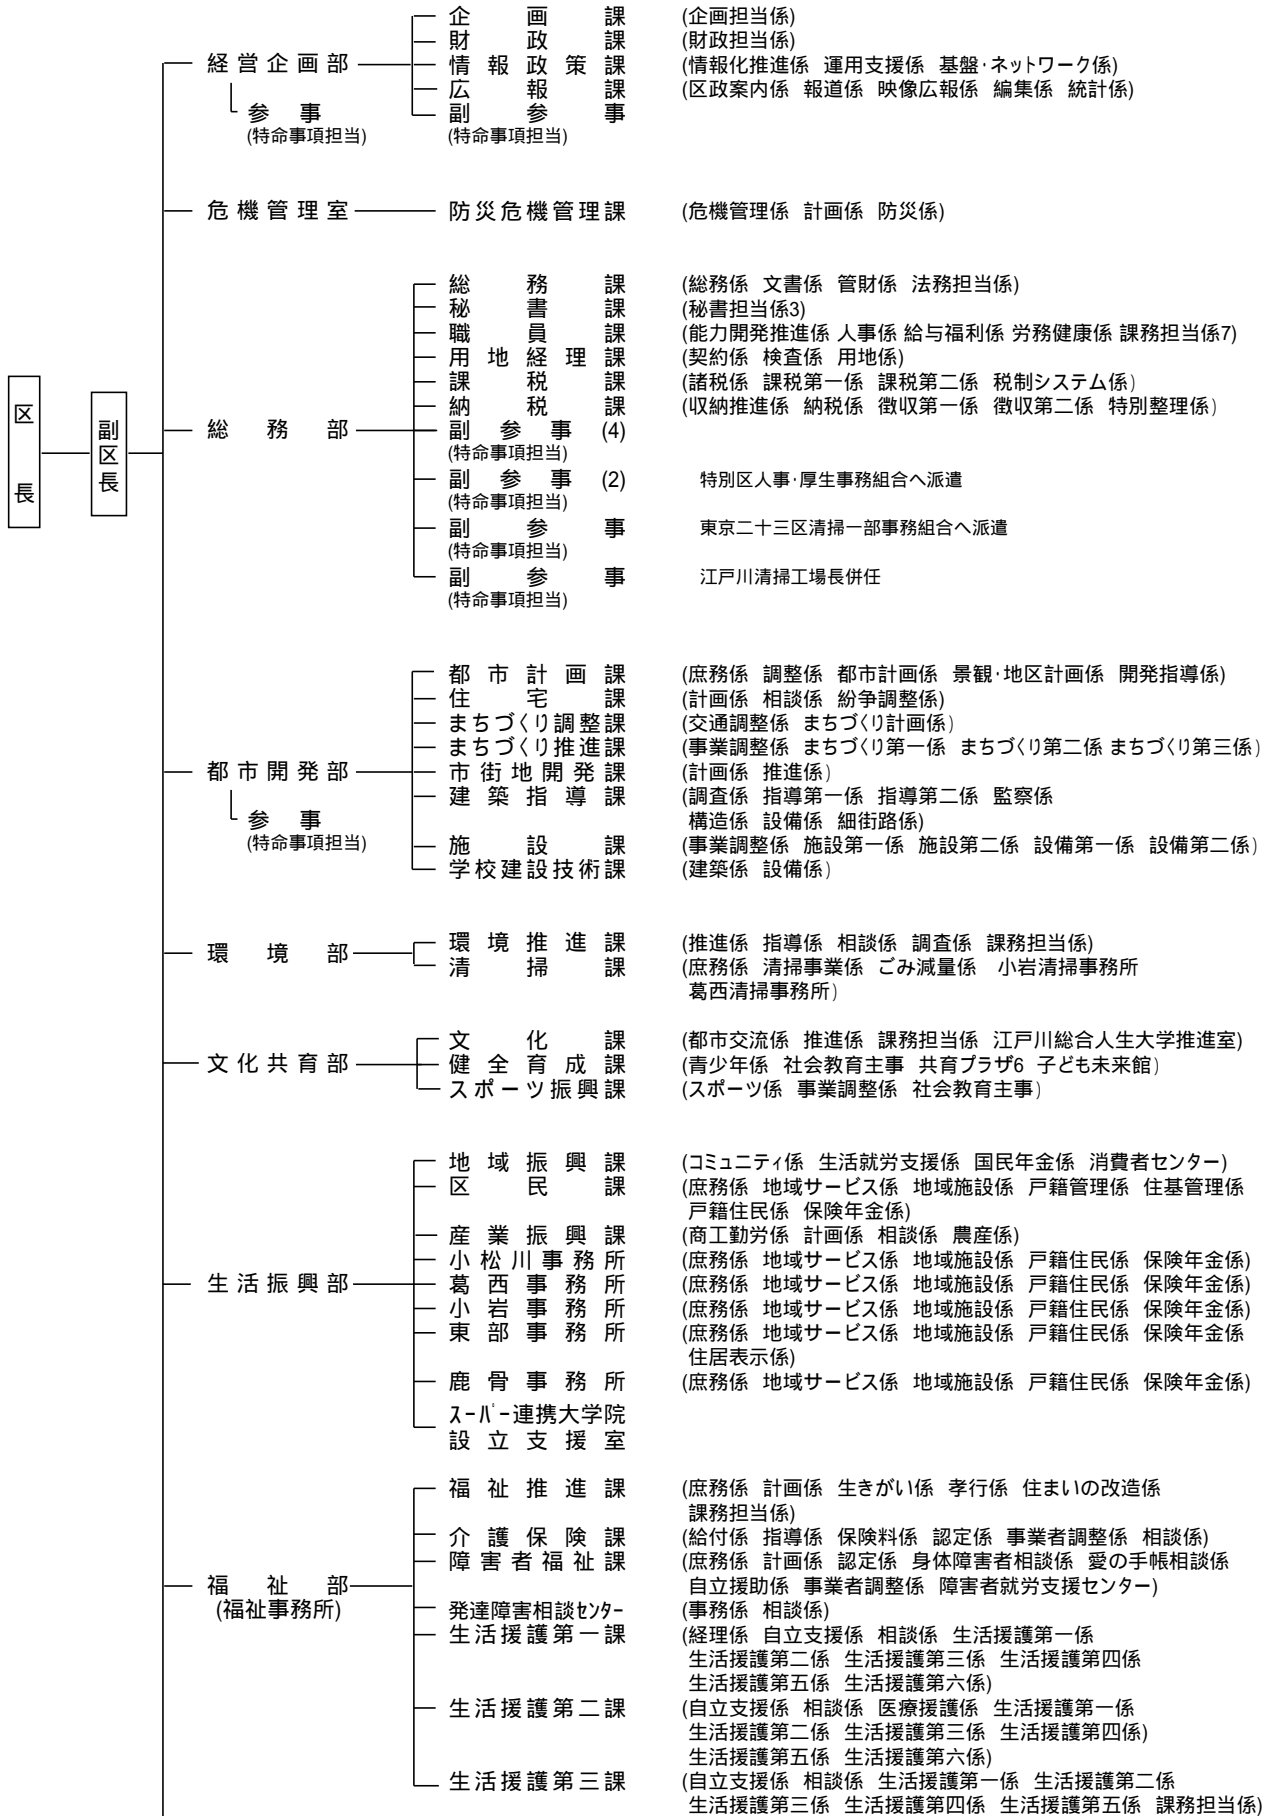 企画課 (企画担当係)
財政課 (財政担当係)
経営企画部 情報政策課 (情報化推進係 運用支援係 基盤・ネットワーク係)
広報課 (区政案内係 報道係 映像広報係 編集係 統計係)
参事 副参事
(特命事項担当) (特命事項担当)
危機管理室 防災危機管理課 (危機管理係 計画係 防災係)
総務課 (総務係 文書係 管財係 法務担当係)
秘書課 (秘書担当係3)
職員課 (能力開発推進係 人事係 給与福利係 労務健康係 課務担当係7)
用地経理課 (契約係 検査係 用地係)
課税課 (諸税係 課税第一係 課税第二係 税制システム係)
納税課 (収納推進係 納税係 徴収第一係 徴収第二係 特別整理係)
区長 副区長 総務部 副参事(4)
(特命事項担当)
副参事(2) 特別区人事・厚生事務組合へ派遣
(特命事項担当)
副参事 東京二十三区清掃一部事務組合へ派遣
(特命事項担当)
副参事 江戸川清掃工場長併任
(特命事項担当)
都市計画課 (庶務係 調整係 都市計画係 景観・地区計画係 開発指導係)
住宅課 (計画係 相談係 紛争調整係)
まちづくり調整課 (交通調整係 まちづくり計画係)
まちづくり推進課 (事業調整係 まちづくり第一係 まちづくり第二係 まちづくり第三係)
都市開発部 市街地開発課 (計画係 推進係)
建築指導課 (調査係 指導第一係 指導第二係 監察係
参事 構造係 設備係 細街路係)
(特命事項担当) 施設課 (事業調整係 施設第一係 施設第二係 設備第一係 設備第二係)
学校建設技術課 (建築係 設備係)
環境部 環境推進課 (推進係 指導係 相談係 調査係 課務担当係)
清掃課 (庶務係 清掃事業係 ごみ減量係 小岩清掃事務所
葛西清掃事務所)
文化課 (都市交流係 推進係 課務担当係 江戸川総合人生大学推進室)
文化共育部 健全育成課 (青少年係 社会教育主事 共育プラザ6 子ども未来館)
スポーツ振興課 (スポーツ係 事業調整係 社会教育主事)
地域振興課 (コミュニティ係 生活就労支援係 国民年金係 消費者センター)
区民課 (庶務係 地域サービス係 地域施設係 戸籍管理係 住基管理係
戸籍住民係 保険年金係)
産業振興課 (商工勤労係 計画係 相談係 農産係)
小松川事務所 (庶務係 地域サービス係 地域施設係 戸籍住民係 保険年金係)
生活振興部 葛西事務所 (庶務係 地域サービス係 地域施設係 戸籍住民係 保険年金係)
小岩事務所 (庶務係 地域サービス係 地域施設係 戸籍住民係 保険年金係)
東部事務所 (庶務係 地域サービス係 地域施設係 戸籍住民係 保険年金係
住居表示係)
鹿骨事務所 (庶務係 地域サービス係 地域施設係 戸籍住民係 保険年金係)
スーパー連携大学院
設立支援室
福祉推進課 (庶務係 計画係 生きがい係 孝行係 住まいの改造係
課務担当係)
介護保険課 (給付係 指導係 保険料係 認定係 事業者調整係 相談係)
障害者福祉課 (庶務係 計画係 認定係 身体障害者相談係 愛の手帳相談係
福祉部 自立援助係 事業者調整係 障害者就労支援センター)
(福祉事務所) 発達障害相談センター (事務係 相談係)
生活援護第一課 (経理係 自立支援係 相談係 生活援護第一係
生活援護第二係 生活援護第三係 生活援護第四係
生活援護第五係 生活援護第六係)
生活援護第二課 (自立支援係 相談係 医療援護係 生活援護第一係
生活援護第二係 生活援護第三係 生活援護第四係)
生活援護第五係 生活援護第六係)
生活援護第三課 (自立支援係 相談係 生活援護第一係 生活援護第二係
生活援護第三係 生活援護第四係 生活援護第五係 課務担当係)